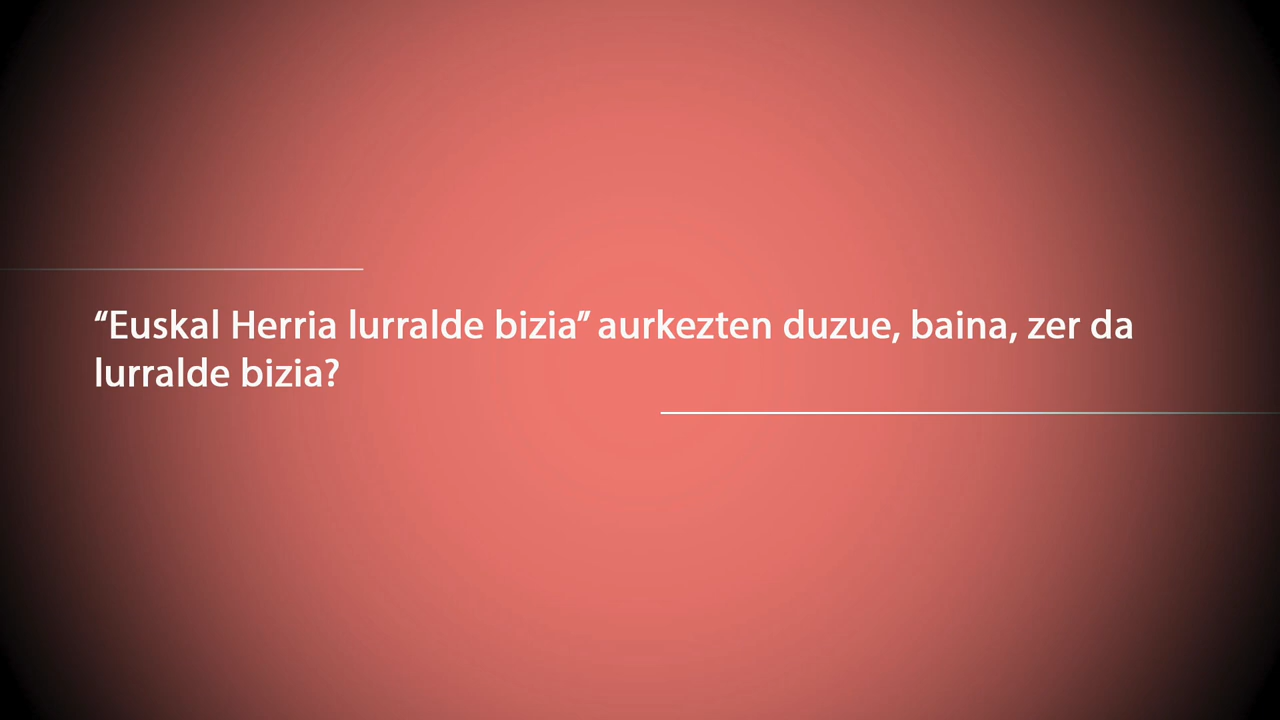 “Euskal Herria lurralde bizia” aurkezten duzue, baina, zer da
lurralde bizia?